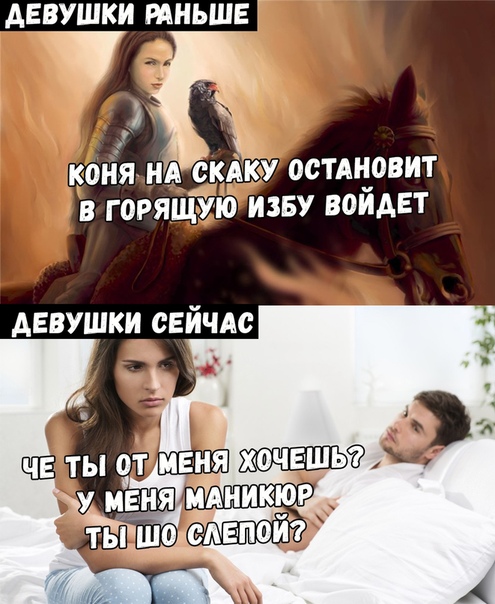 ДЕВУШКИ РАНЬШЕ
КОНЯ НА СКАКУ ОСТАНОВИТ
В ГОРЯЩУЮ ИЗБУ ВОЙДЕТ
ДЕВУШКИ СЕЙЧАС
ЧЕ ТЫ ОТ МЕНЯ ХОЧЕШЬ?
У МЕНЯ МАНИКЮР
ТЫ ШО СЛЕПОЙ?